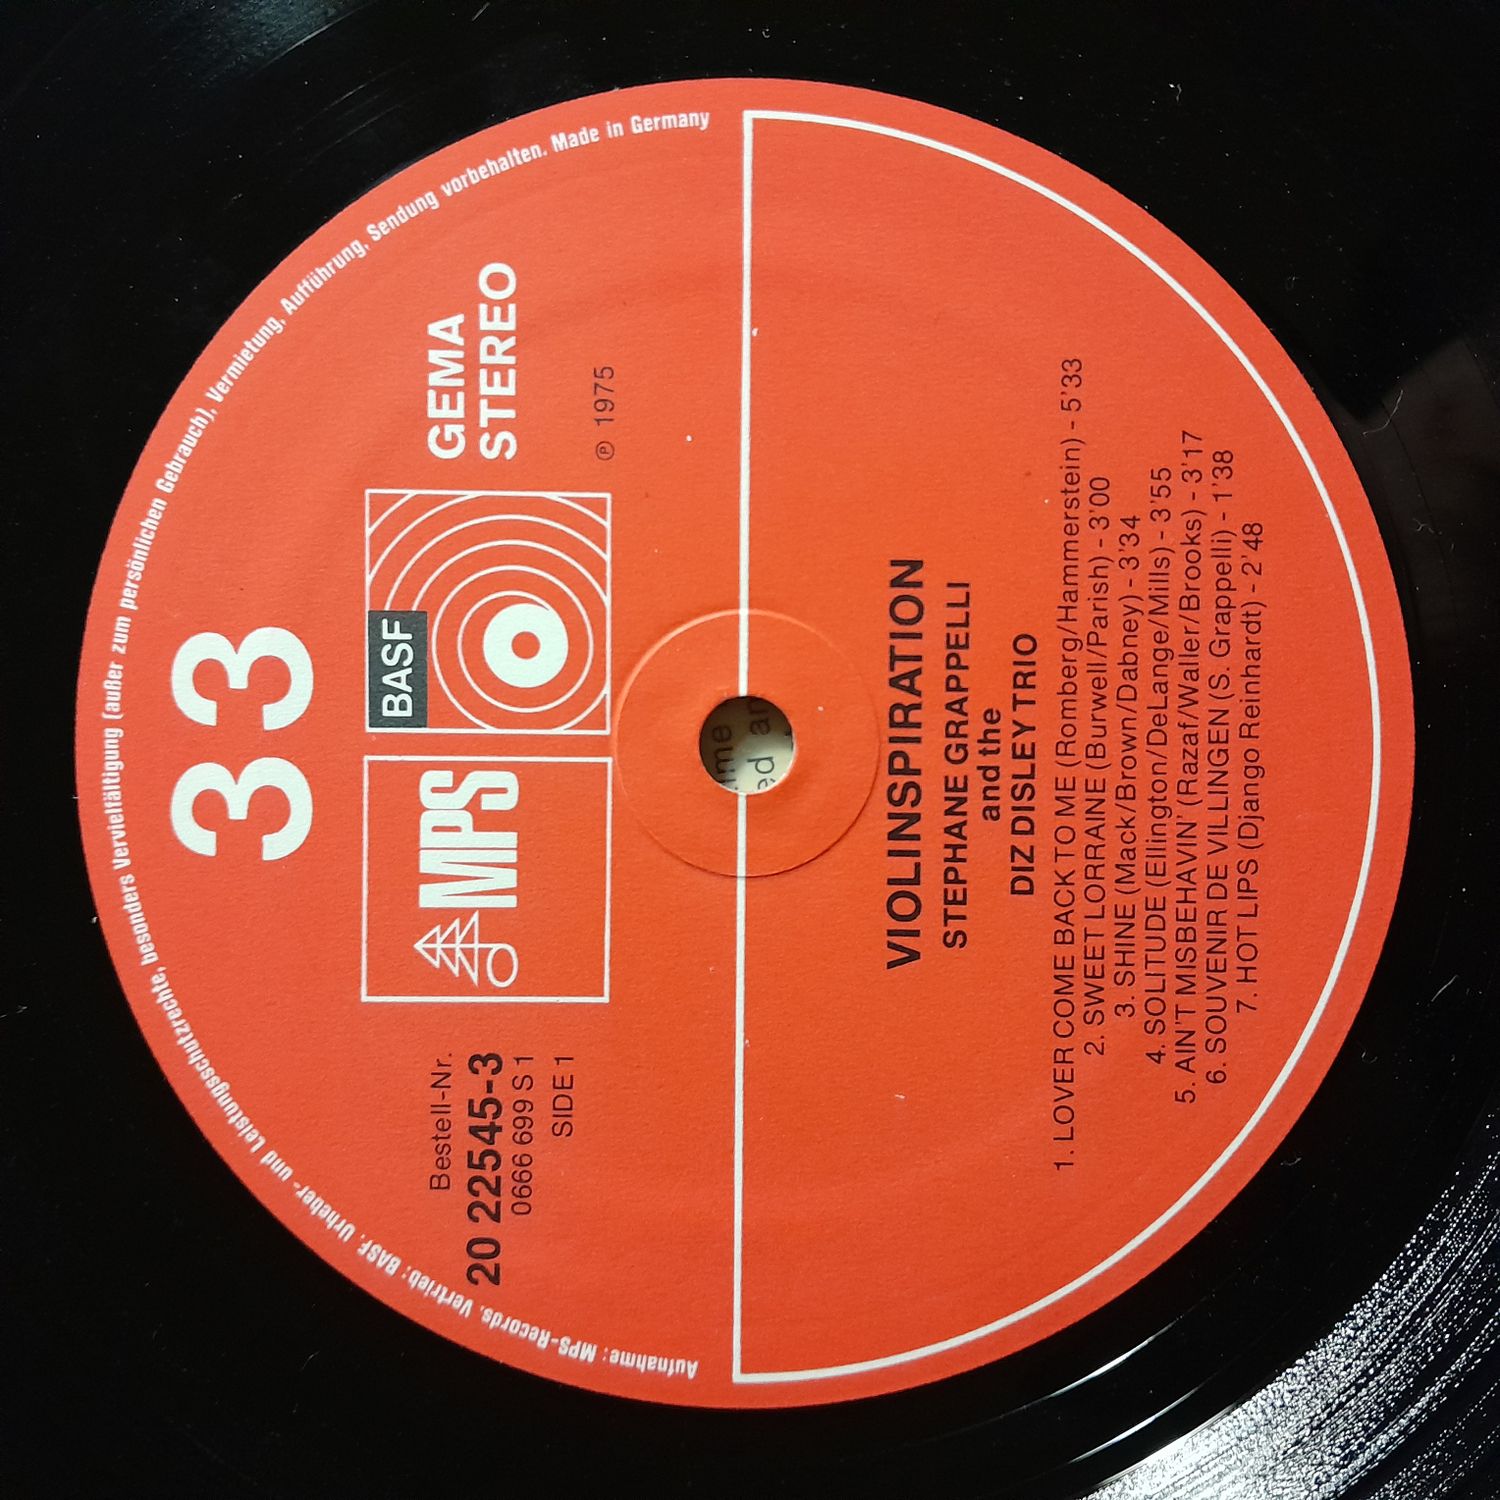 Aufnahme: MPS-Records. Vertrieb: BASF. Urheber- und Leistungsschutzrechte, besonders Vervielfältigung (außer zum persönlichen Gebrauch), Vermietung, Aufführung, Sendung vorbehalten. Made in Germany
33
Bestell-Nr.
20 22545-3
0666 699 S 1
SIDE 1
MPS
BASF
GEMA
STEREO
℗ 1975
VIOLINSPIRATION
STEPHANE GRAPPELLI
and the
DIZ DISLEY TRIO
1. LOVER COME BACK TO ME (Romberg/Hammerstein) - 5'33
2. SWEET LORRAINE (Burwell/Parish) - 3'00
3. SHINE (Mack/Brown/Dabney) - 3'34
4. SOLITUDE (Ellington/DeLange/Mills) - 3'55
5. AIN'T MISBEHAVIN' (Razaf/Waller/Brooks) - 3'17
6. SOUVENIR DE VILLINGEN (S. Grappelli) - 1'38
7. HOT LIPS (Django Reinhardt) - 2'48